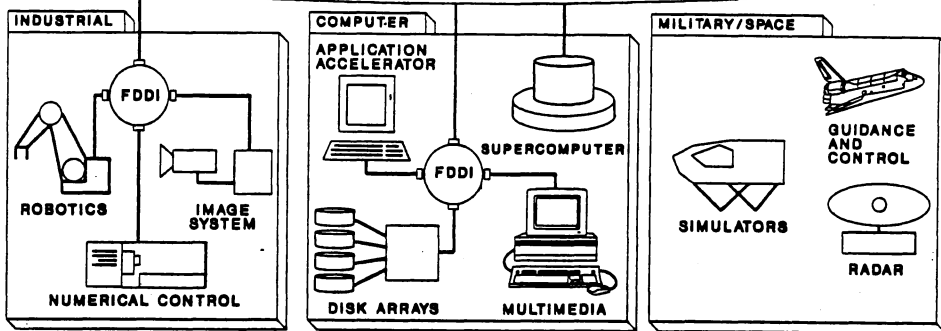 INDUSTRIAL
FDDI
ROBOTICS
IMAGE
SYSTEM
NUMERICAL CONTROL
COMPUTER
APPLICATION
ACCELERATOR
SUPERCOMPUTER
FDDI
DISK ARRAYS
MULTIMEDIA
MILITARY/SPACE
GUIDANCE
AND
CONTROL
SIMULATORS
RADAR